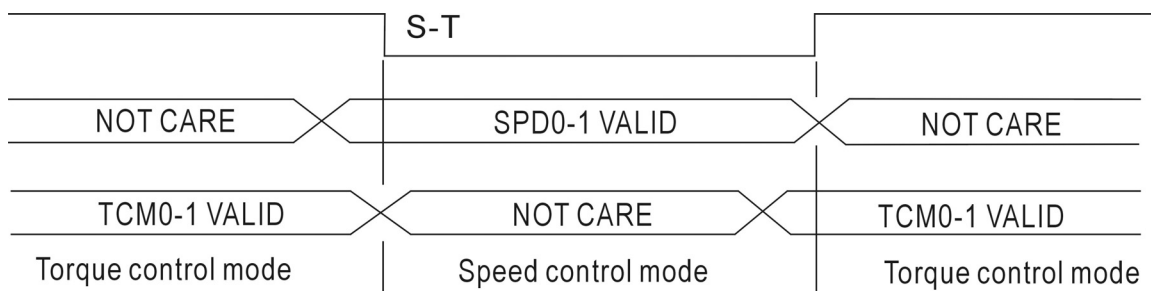 S-T
NOT CARE SPD0-1 VALID NOT CARE
TCM0-1 VALID NOT CARE TCM0-1 VALID
Torque control mode Speed control mode Torque control mode